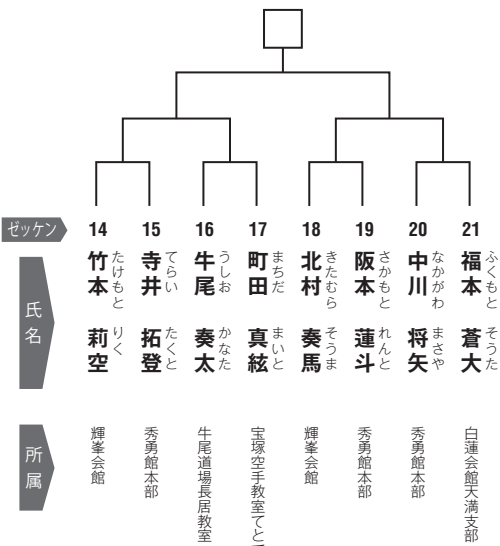 ゼッケン 14 15 16 17 18 19 20 21
氏名
竹本 莉空 たけもと りく
寺井 拓登 てらい たくと
牛尾 奏太 うしお かなた
町田 真絃 まちだ まいと
北村 奏馬 きたむら そうま
阪本 蓮斗 さかもと れんと
中川 将矢 なかがわ まさや
福本 蒼大 ふくもと そうた
所属
輝峯会館
秀勇館本部
牛尾道場長居教室
宝塚空手教室てとて
輝峯会館
秀勇館本部
秀勇館本部
白蓮会館天満支部